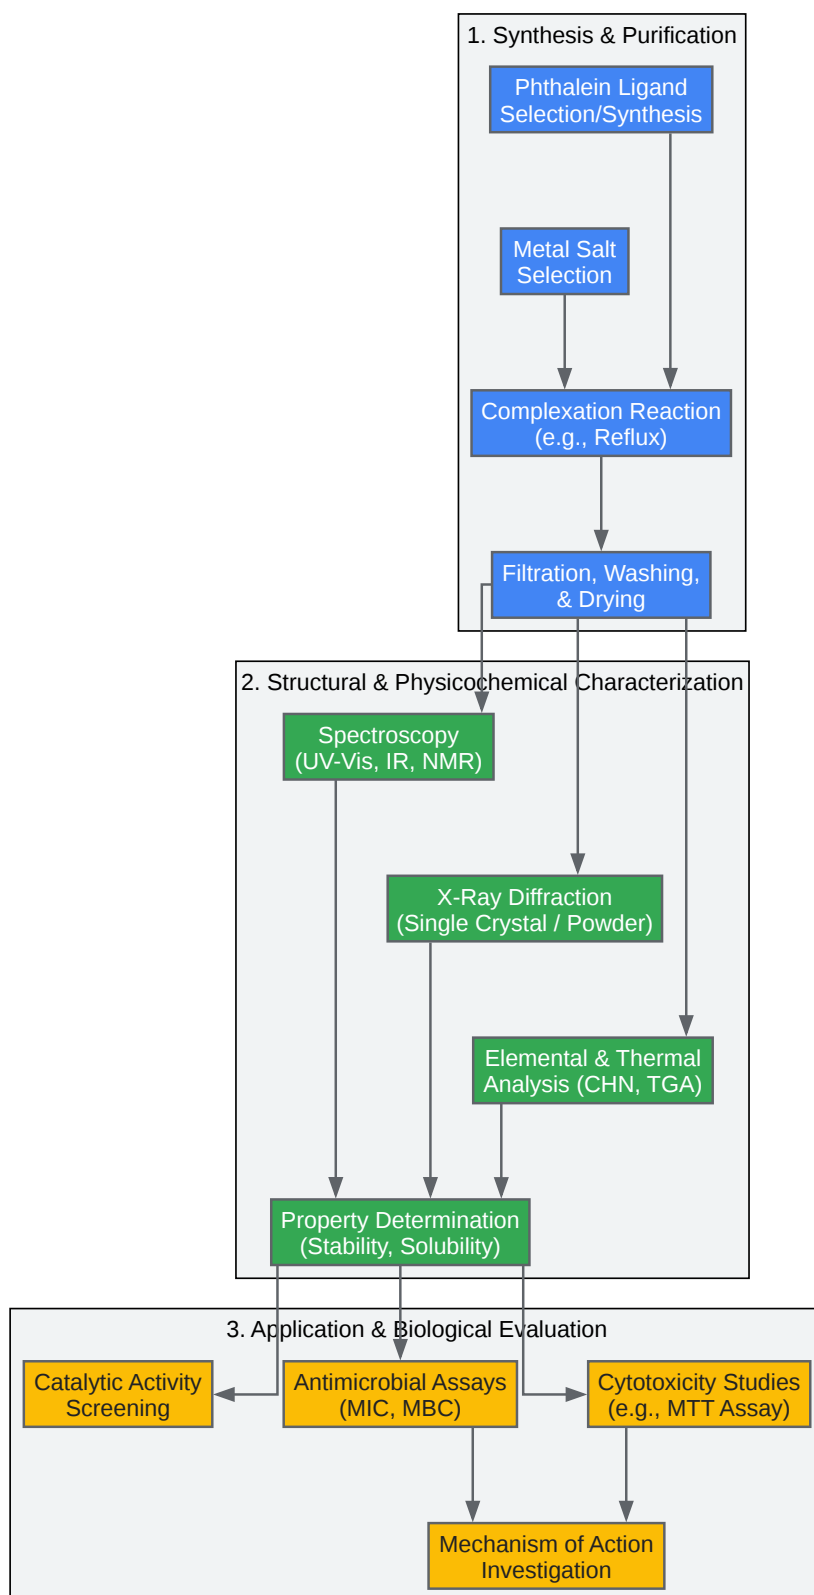 1. Synthesis & Purification
Phthalein Ligand
Selection/Synthesis
Metal Salt
Selection
Complexation Reaction
(e.g., Reflux)
Filtration, Washing,
& Drying
2. Structural & Physicochemical Characterization
Spectroscopy
(UV-Vis, IR, NMR)
X-Ray Diffraction
(Single Crystal / Powder)
Elemental & Thermal
Analysis (CHN, TGA)
Property Determination
(Stability, Solubility)
3. Application & Biological Evaluation
Catalytic Activity
Screening
Antimicrobial Assays
(MIC, MBC)
Cytotoxicity Studies
(e.g., MTT Assay)
Mechanism of Action
Investigation